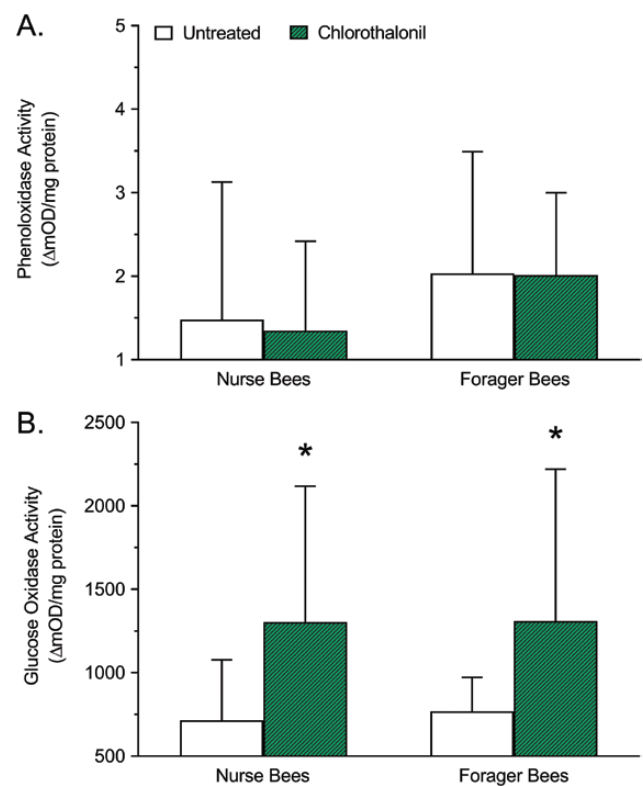 A.
Untreated Chlorothalonil
5
4
3
2
1
Phenoloxidase Activity
(ΔmOD/mg protein)
Nurse Bees Forager Bees
B.
2500
2000
1500
1000
500
Glucose Oxidase Activity
(ΔmOD/mg protein)
* *
Nurse Bees Forager Bees